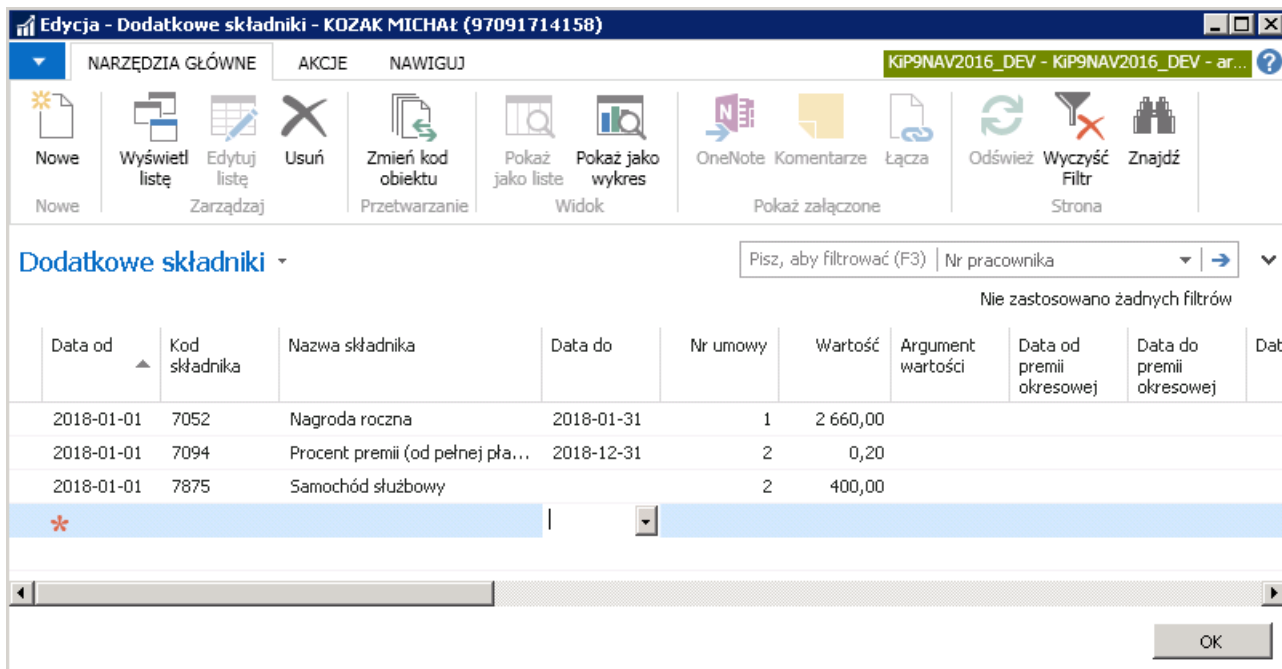 Edycja - Dodatkowe składniki - KOZAK MICHAŁ (97091714158)
NARZĘDZIA GŁÓWNE AKCJE NAWIGUJ KiP9NAV2016_DEV - KiP9NAV2016_DEV - ar... ?
Nowe Wyświetl listę Edytuj listę Usuń Zmień kod obiektu Pokaż jako liste Pokaż jako wykres OneNote Komentarze Łącza Odśwież Wyczyść Filtr Znajdź
Nowe Zarządzaj Przetwarzanie Widok Pokaż załączone Strona
Dodatkowe składniki Pisz, aby filtrować (F3) Nr pracownika
Nie zastosowano żadnych filtrów
Data od Kod składnika Nazwa składnika Data do Nr umowy Wartość Argument wartości Data od premii okresowej Data do premii okresowej Dat
2018-01-01 7052 Nagroda roczna 2018-01-31 1 2 660,00
2018-01-01 7094 Procent premii (od pełnej pła... 2018-12-31 2 0,20
2018-01-01 7875 Samochód służbowy 2 400,00
OK